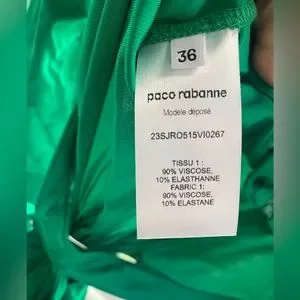 36
paco rabanne
Modèle déposé
23SJRO515VI0267
TISSU 1 :
90% VISCOSE,
10% ELASTHANNE
FABRIC 1:
90% VISCOSE,
10% ELASTANE